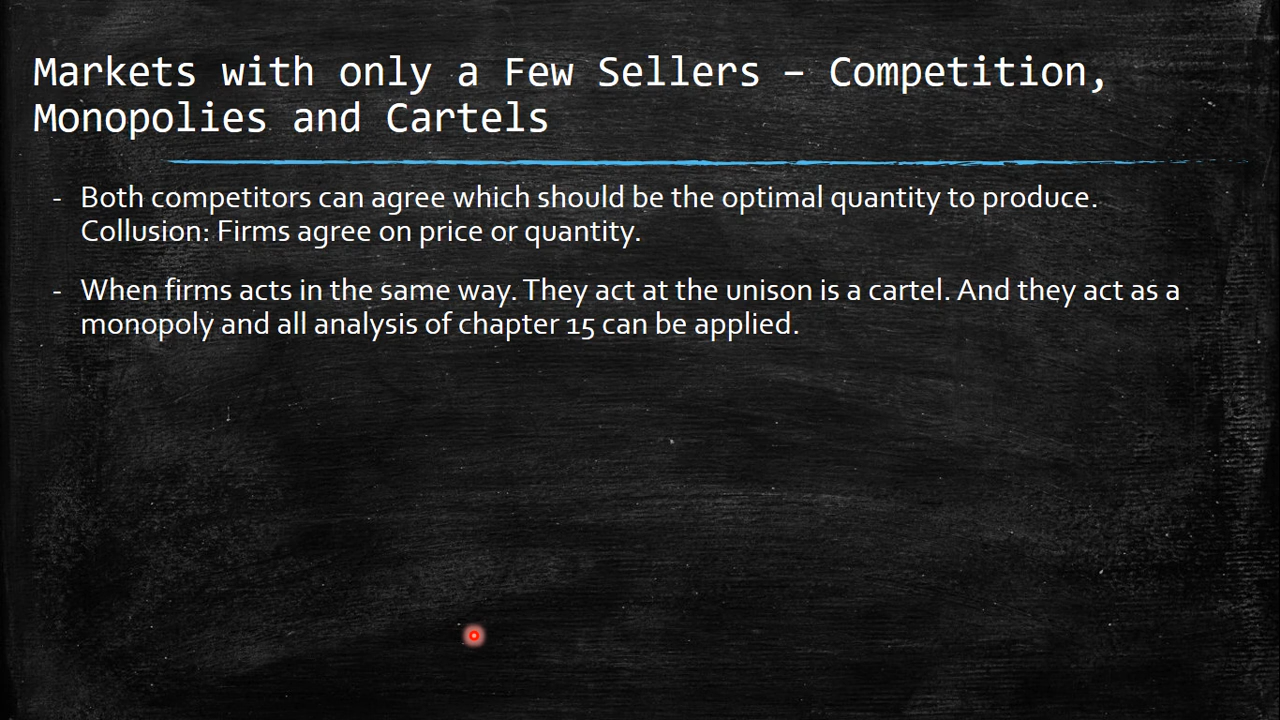 Markets with only a Few Sellers – Competition,
Monopolies and Cartels
- Both competitors can agree which should be the optimal quantity to produce.
Collusion: Firms agree on price or quantity.
- When firms acts in the same way. They act at the unison is a cartel. And they act as a
monopoly and all analysis of chapter 15 can be applied.